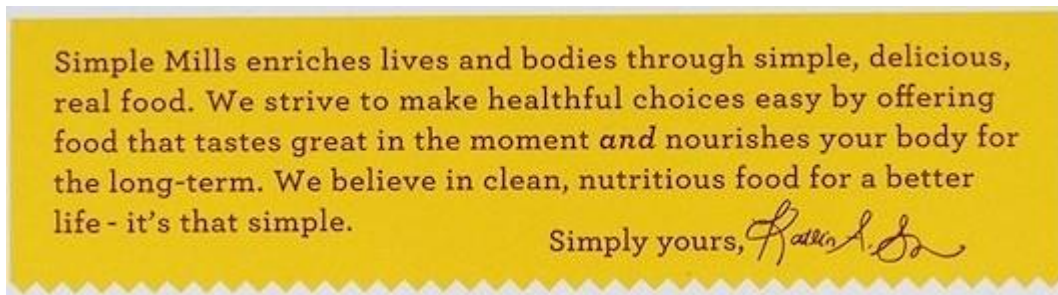 Simple Mills enriches lives and bodies through simple, delicious,
real food. We strive to make healthful choices easy by offering
food that tastes great in the moment and nourishes your body for
the long-term. We believe in clean, nutritious food for a better
life - it's that simple.
Simply yours,